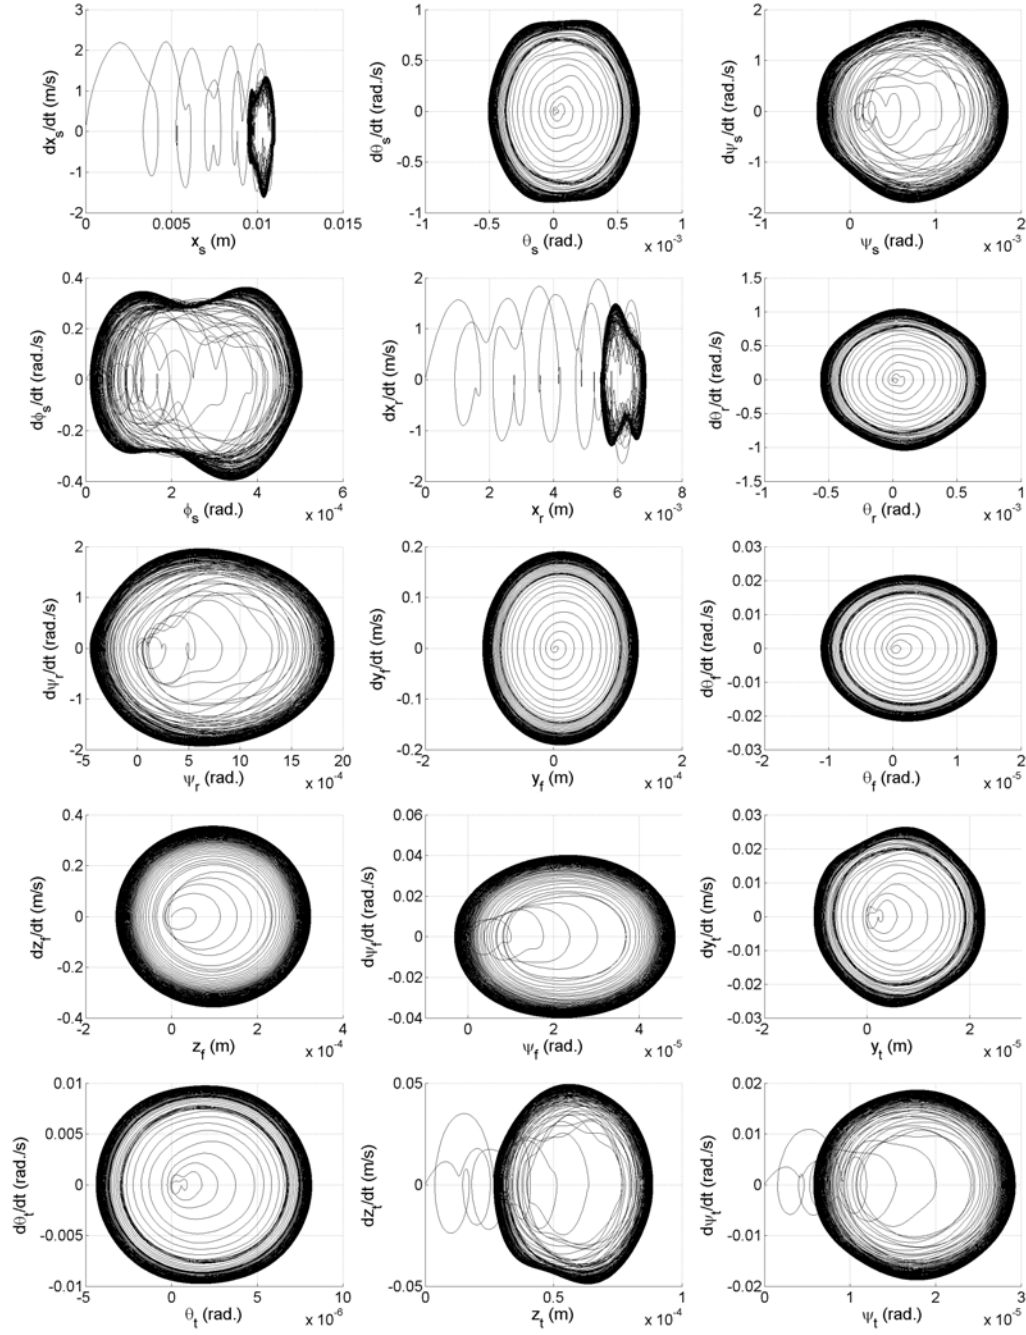 3
2
1
0
-1
-2
dx_s/dt (m/s)
0 0.005 0.01 0.015
x_s (m)
1
0.5
0
-0.5
-1
dθ_s/dt (rad./s)
-1 -0.5 0 0.5 1
θ_s (rad.) x 10^-3
2
1
0
-1
-2
dψ_s/dt (rad./s)
-1 0 1 2
ψ_s (rad.) x 10^-3
0.4
0.2
0
-0.2
-0.4
dϕ_s/dt (rad./s)
0 2 4 6
ϕ_s (rad.) x 10^-4
2
1
0
-1
-2
dx_r/dt (m/s)
0 2 4 6 8
x_r (m) x 10^-3
1.5
1
0.5
0
-0.5
-1
-1.5
dθ_r/dt (rad./s)
-1 -0.5 0 0.5 1
θ_r (rad.) x 10^-3
2
1
0
-1
-2
dψ_r/dt (rad./s)
-5 0 5 10 15 20
ψ_r (rad.) x 10^-4
0.2
0.1
0
-0.1
-0.2
dy_f/dt (m/s)
-2 0 2
y_f (m) x 10^-4
0.03
0.02
0.01
0
-0.01
-0.02
-0.03
dθ_f/dt (rad./s)
-2 -1 0 1 2
θ_f (rad.) x 10^-5
0.4
0.2
0
-0.2
-0.4
dz_f/dt (m/s)
-2 0 2 4
z_f (m) x 10^-4
0.06
0.04
0.02
0
-0.02
-0.04
dψ_f/dt (rad./s)
0 2 4
ψ_f (rad.) x 10^-5
0.03
0.02
0.01
0
-0.01
-0.02
-0.03
dy_t/dt (m/s)
-2 0 2
y_t (m) x 10^-5
0.01
0.005
0
-0.005
-0.01
dθ_t/dt (rad./s)
-5 0 5 10
θ_t (rad.) x 10^-6
0.05
0
-0.05
dz_t/dt (m/s)
0 0.5 1
z_t (m) x 10^-4
0.02
0.01
0
-0.01
-0.02
dψ_t/dt (rad./s)
0 1 2 3
ψ_t (rad.) x 10^-5